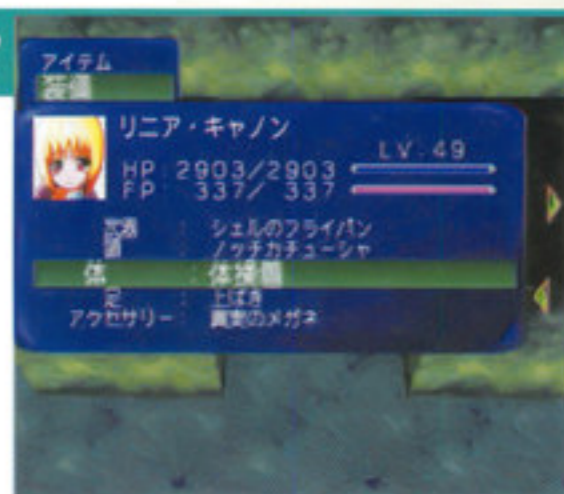 アイテム
装備
リニア・キャノン
LV.49
HP 2903/2903
FP 337/ 337
武器 : シェルのフライパン
頭 : ノッチカチューシャ
体 : 体操着
足 : 上ばき
アクセサリー : 真実のメガネ